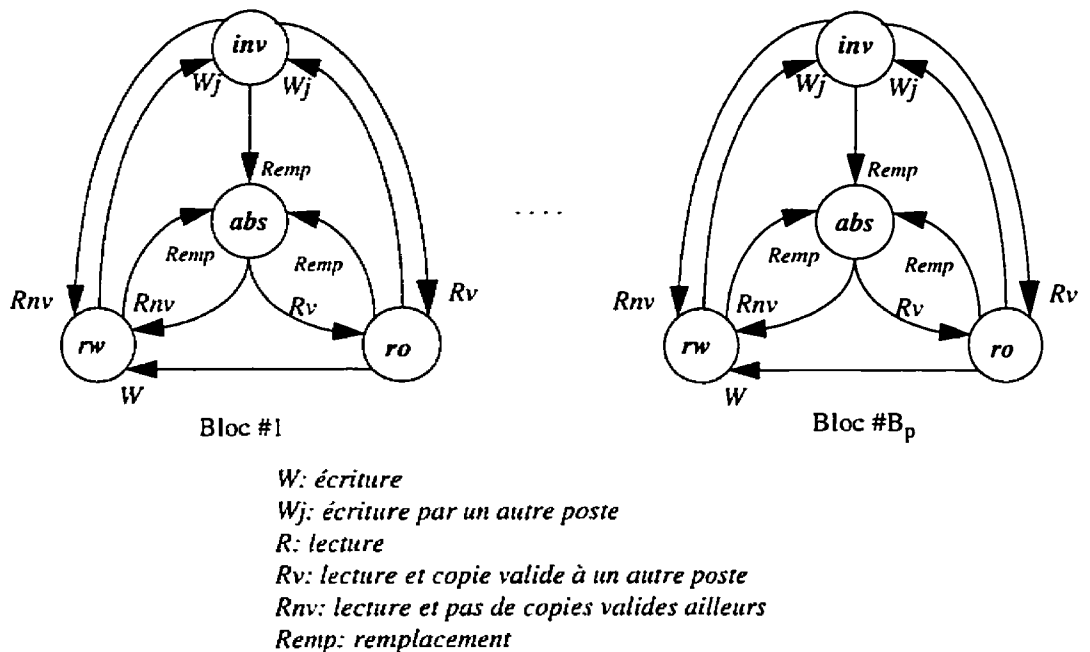 inv inv
Wj Wj Wj Wj
Remp Remp
abs .... abs
Remp Remp Remp Remp
Rnv Rnv Rv Rv Rnv Rnv Rv Rv
rw ro rw ro
W W
Bloc #1 Bloc #Bp
W: écriture
Wj: écriture par un autre poste
R: lecture
Rv: lecture et copie valide à un autre poste
Rnv: lecture et pas de copies valides ailleurs
Remp: remplacement